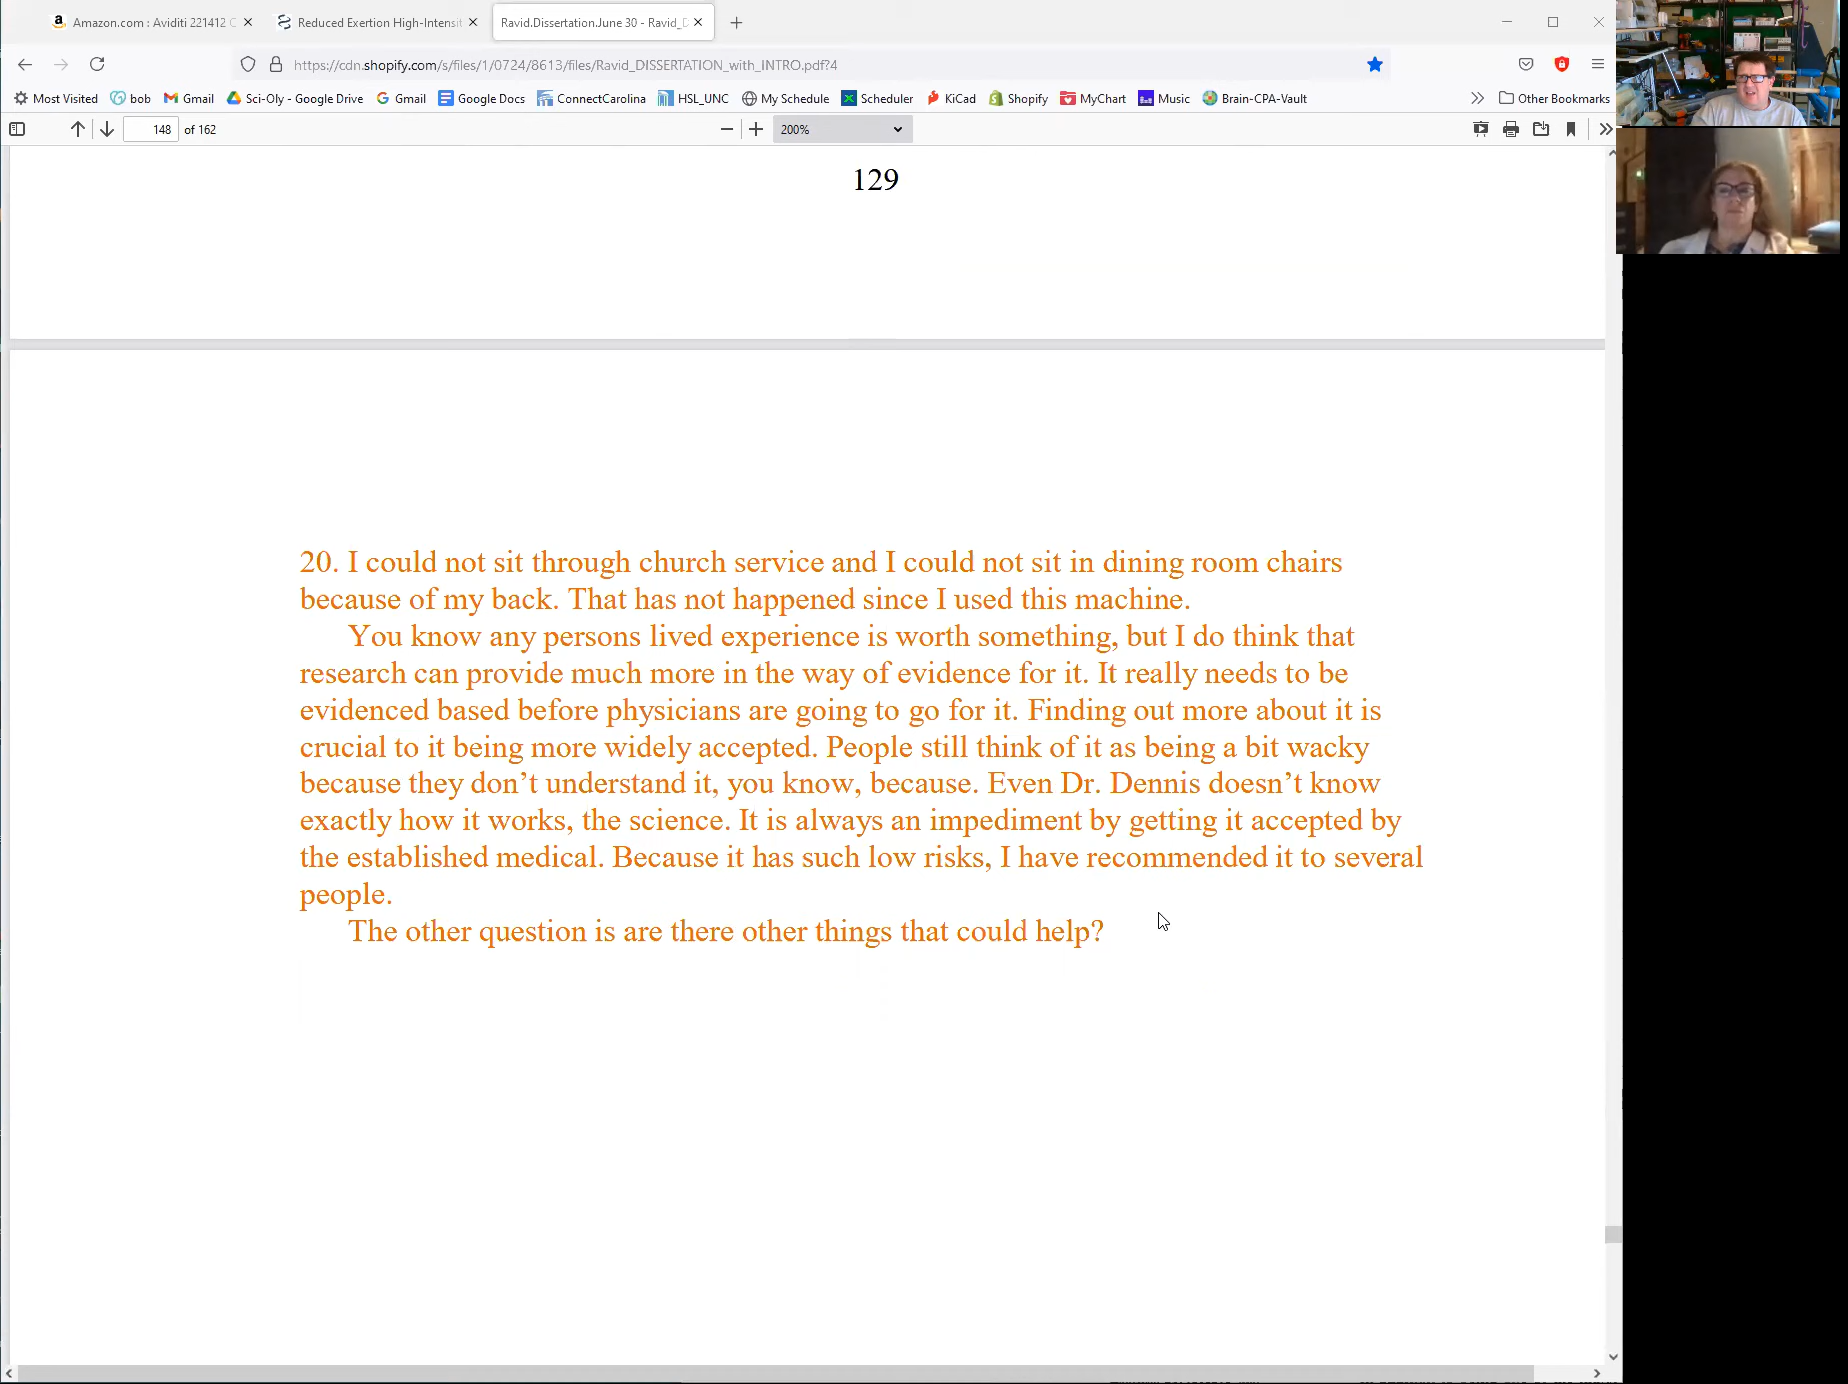 Amazon.com : Aviditi 221412 C
Reduced Exertion High-Intensit
Ravid.Dissertation.June 30 - Ravid_D
https://cdn.shopify.com/s/files/1/0724/8613/files/Ravid_DISSERTATION_with_INTRO.pdf?4
Most Visited bob Gmail Sci-Oly - Google Drive Gmail Google Docs ConnectCarolina HSL_UNC My Schedule Scheduler KiCad Shopify MyChart Music Brain-CPA-Vault Other Bookmarks
148 of 162 200%
129
20. I could not sit through church service and I could not sit in dining room chairs
because of my back. That has not happened since I used this machine.
You know any persons lived experience is worth something, but I do think that
research can provide much more in the way of evidence for it. It really needs to be
evidenced based before physicians are going to go for it. Finding out more about it is
crucial to it being more widely accepted. People still think of it as being a bit wacky
because they don’t understand it, you know, because. Even Dr. Dennis doesn’t know
exactly how it works, the science. It is always an impediment by getting it accepted by
the established medical. Because it has such low risks, I have recommended it to several
people.
The other question is are there other things that could help?